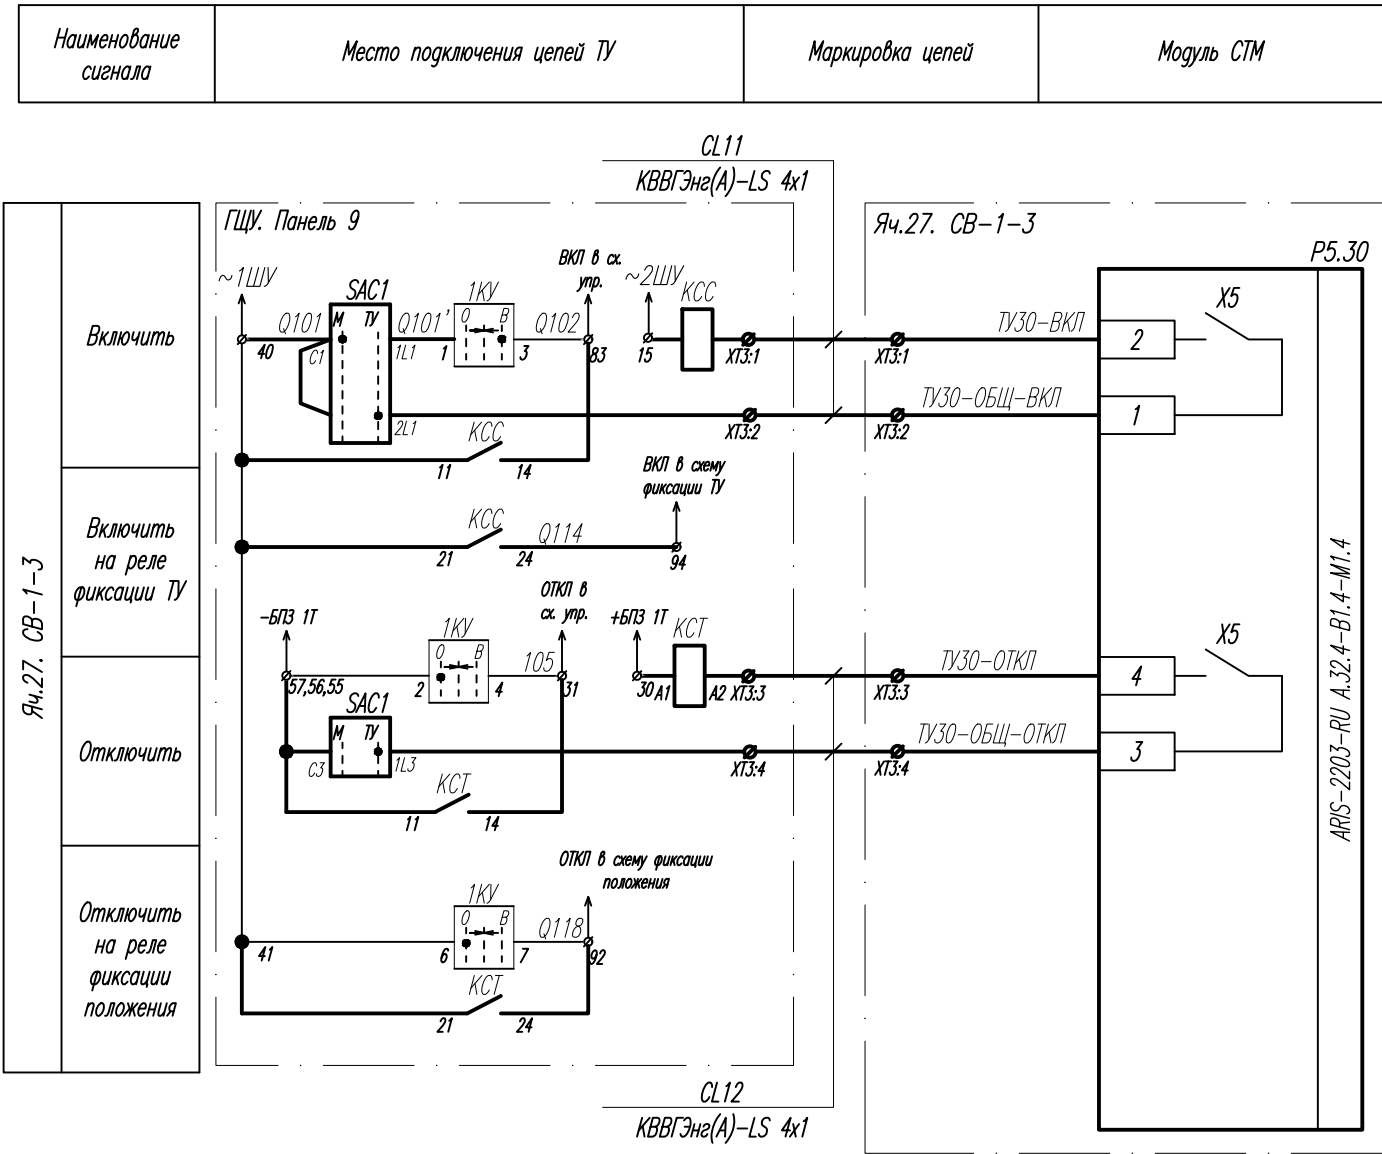 Наименование
сигнала
Место подключения цепей ТУ
Маркировка цепей
Модуль СТМ
CL11
КВВГЭнг(А)-LS 4x1
ГЩУ. Панель 9
Яч.27. СВ-1-3
P5.30
Яч.27. СВ-1-3
Включить
~1ШУ
40
Q101
SAC1
М ТУ
C1
1L1
2L1
Q101'
1КУ
О В
1
3
Q102
ВКЛ в сх.
упр.
83
~2ШУ
15
КСС
XT3:1
XT3:1
ТУ30-ВКЛ
2
X5
XT3:2
XT3:2
ТУ30-ОБЩ-ВКЛ
1
КСС
11
14
Включить
на реле
фиксации ТУ
КСС
21
24
Q114
ВКЛ в схему
фиксации ТУ
94
Отключить
-БПЗ 1Т
57,56,55
1КУ
О В
2
4
105
ОТКЛ в
сх. упр.
31
+БПЗ 1Т
30
A1
КСТ
A2
XT3:3
XT3:3
ТУ30-ОТКЛ
4
X5
SAC1
М ТУ
C3
1L3
XT3:4
XT3:4
ТУ30-ОБЩ-ОТКЛ
3
КСТ
11
14
Отключить
на реле
фиксации
положения
41
1КУ
О В
6
7
Q118
ОТКЛ в схему фиксации
положения
92
КСТ
21
24
ARIS-2203-RU A.32.4-B1.4-M1.4
CL12
КВВГЭнг(А)-LS 4x1